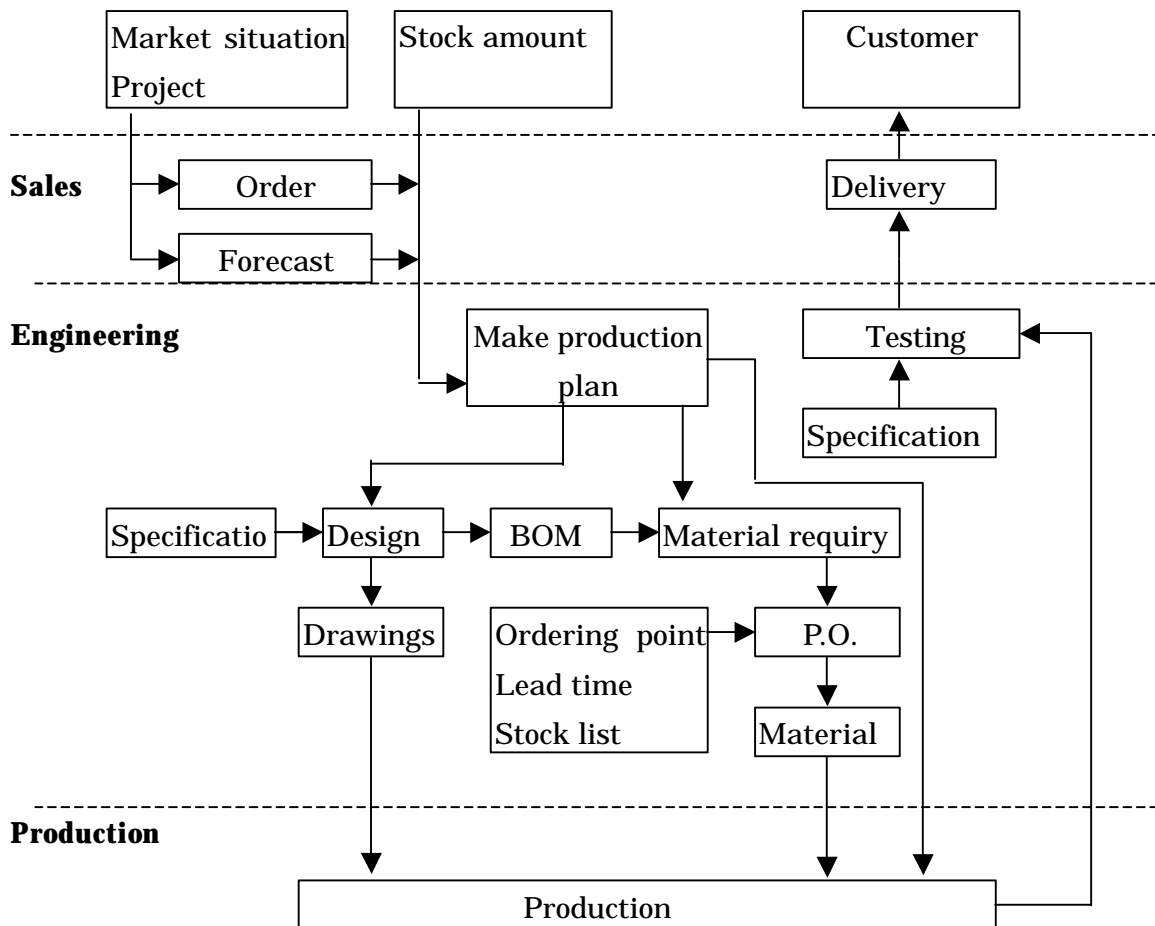 Market situation
Project
Stock amount
Customer
Sales
Order
Delivery
Forecast
Engineering
Make production
plan
Testing
Specification
Specificatio
Design
BOM
Material requiry
Drawings
Ordering point
Lead time
Stock list
P.O.
Material
Production
Production